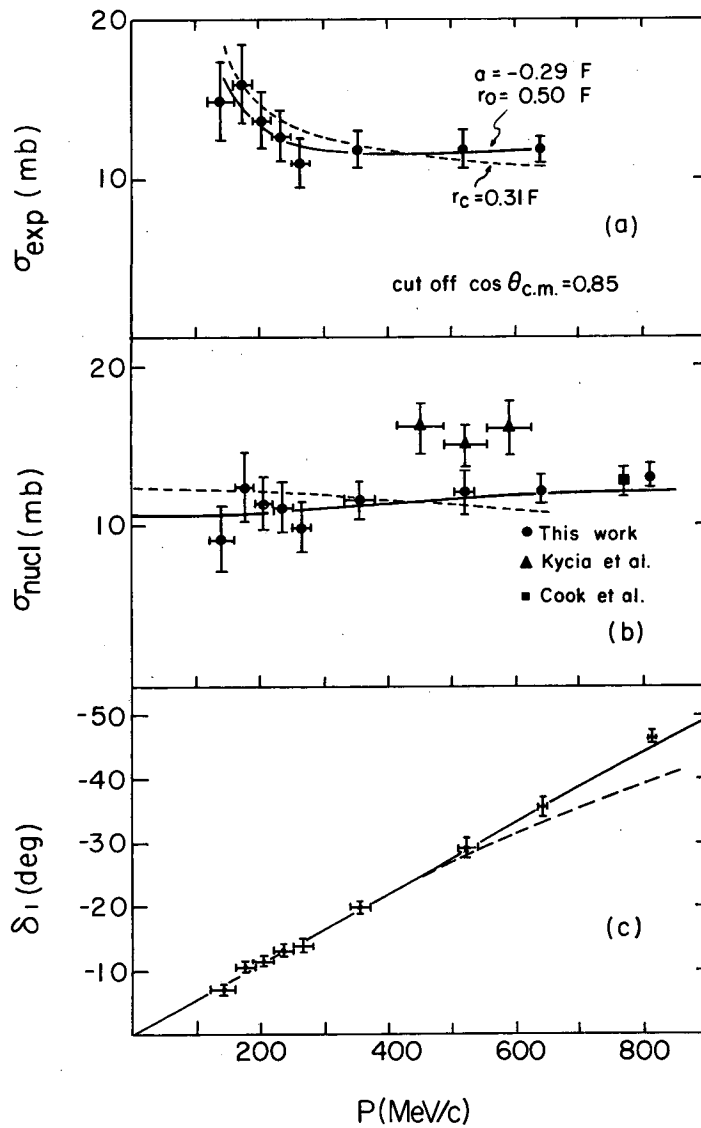 20
10
σexp (mb)
a = -0.29 F
ro = 0.50 F
rc = 0.31 F
(a)
cut off cos θc.m. = 0.85
20
10
σnucl (mb)
This work
Kycia et al.
Cook et al.
(b)
-50
-40
-30
-20
-10
δ1 (deg)
(c)
200 400 600 800
P (MeV/c)